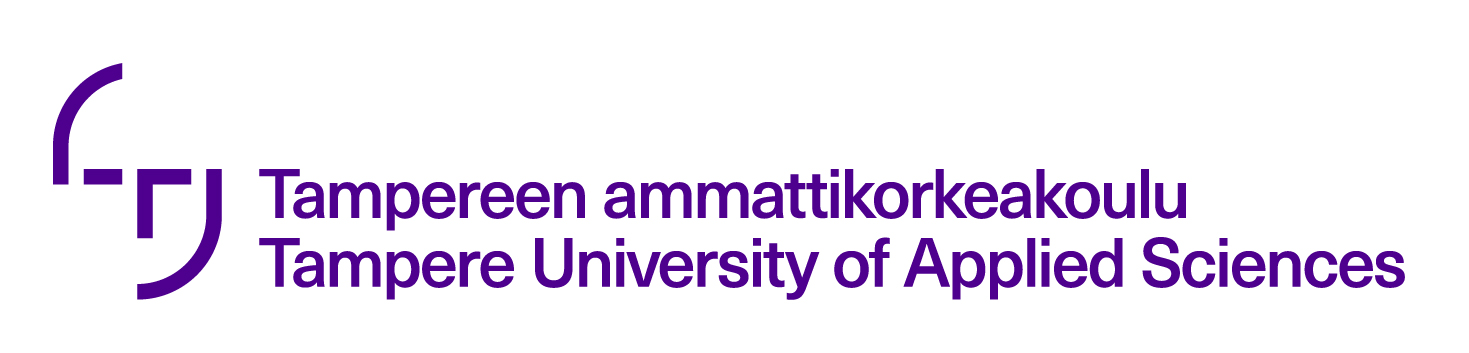 Tampereen ammattikorkeakoulu
Tampere University of Applied Sciences